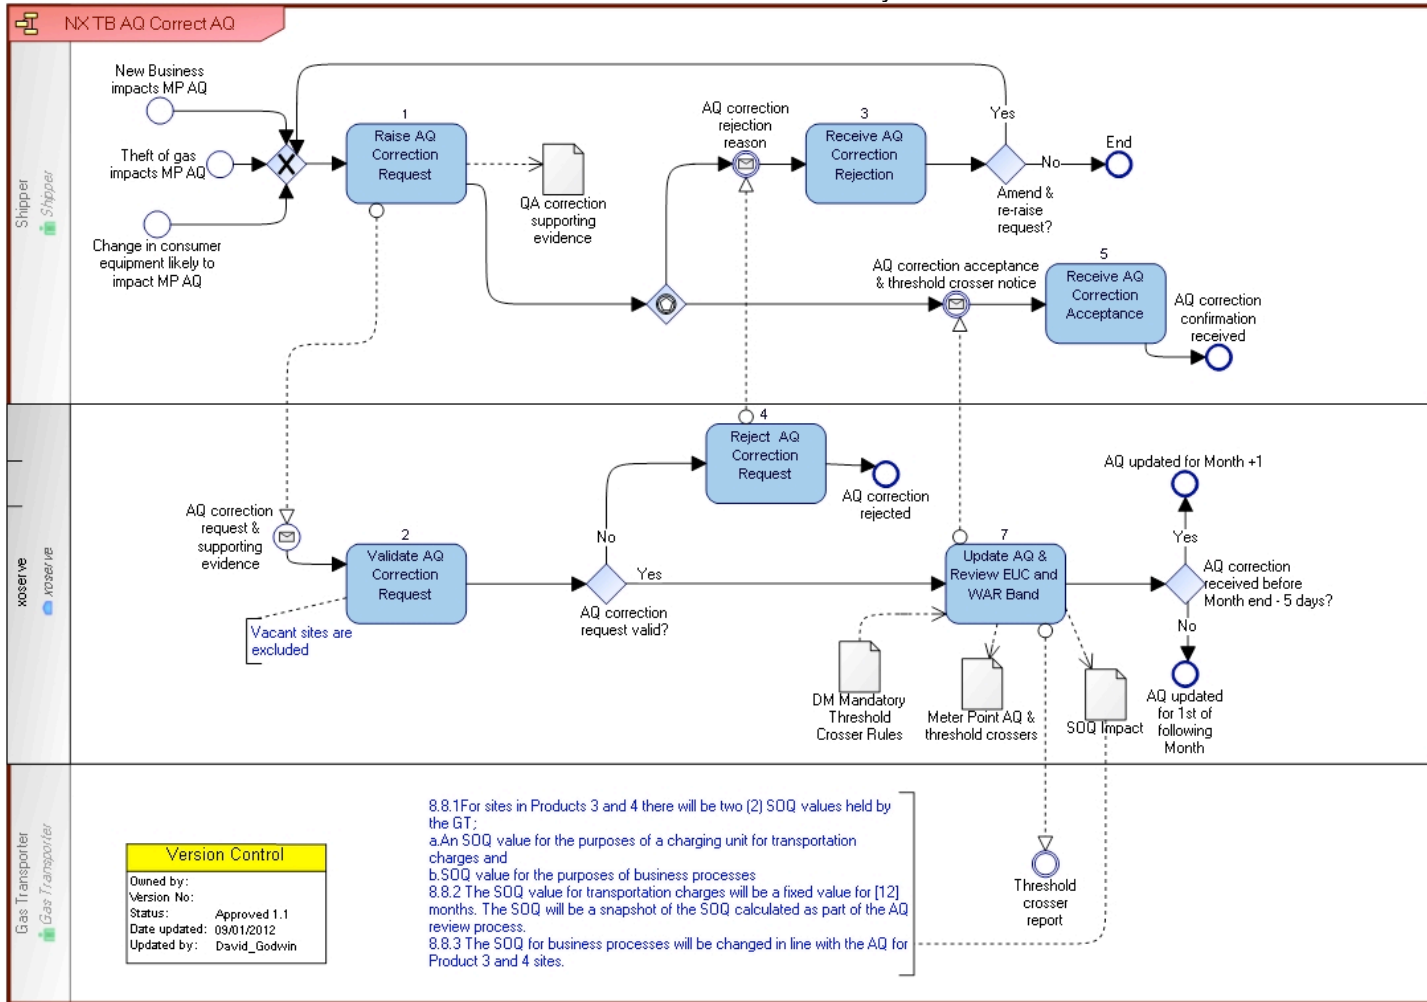 NX TB AQ Correct AQ
Shipper
Shipper
New Business
impacts MP AQ
Theft of gas
impacts MP AQ
Change in consumer
equipment likely to
impact MP AQ
1
Raise AQ
Correction
Request
QA correction
supporting
evidence
AQ correction
rejection
reason
3
Receive AQ
Correction
Rejection
Yes
No
End
Amend &
re-raise
request?
AQ correction acceptance
& threshold crosser notice
5
Receive AQ
Correction
Acceptance
AQ correction
confirmation
received
xoserve
xoserve
AQ correction
request &
supporting
evidence
2
Validate AQ
Correction
Request
Vacant sites are
excluded
No
Yes
AQ correction
request valid?
4
Reject AQ
Correction
Request
AQ correction
rejected
7
Update AQ &
Review EUC and
WAR Band
AQ updated for Month +1
Yes
AQ correction
received before
Month end - 5 days?
No
AQ updated
for 1st of
following
Month
DM Mandatory
Threshold
Crosser Rules
Meter Point AQ &
threshold crossers
SOQ Impact
Gas Transporter
Gas Transporter
Version Control
Owned by:
Version No:
Status: Approved 1.1
Date updated: 09/01/2012
Updated by: David_Godwin
8.8.1For sites in Products 3 and 4 there will be two (2) SOQ values held by
the GT;
a.An SOQ value for the purposes of a charging unit for transportation
charges and
b.SOQ value for the purposes of business processes
8.8.2 The SOQ value for transportation charges will be a fixed value for [12]
months. The SOQ will be a snapshot of the SOQ calculated as part of the AQ
review process.
8.8.3 The SOQ for business processes will be changed in line with the AQ for
Product 3 and 4 sites.
Threshold
crosser
report